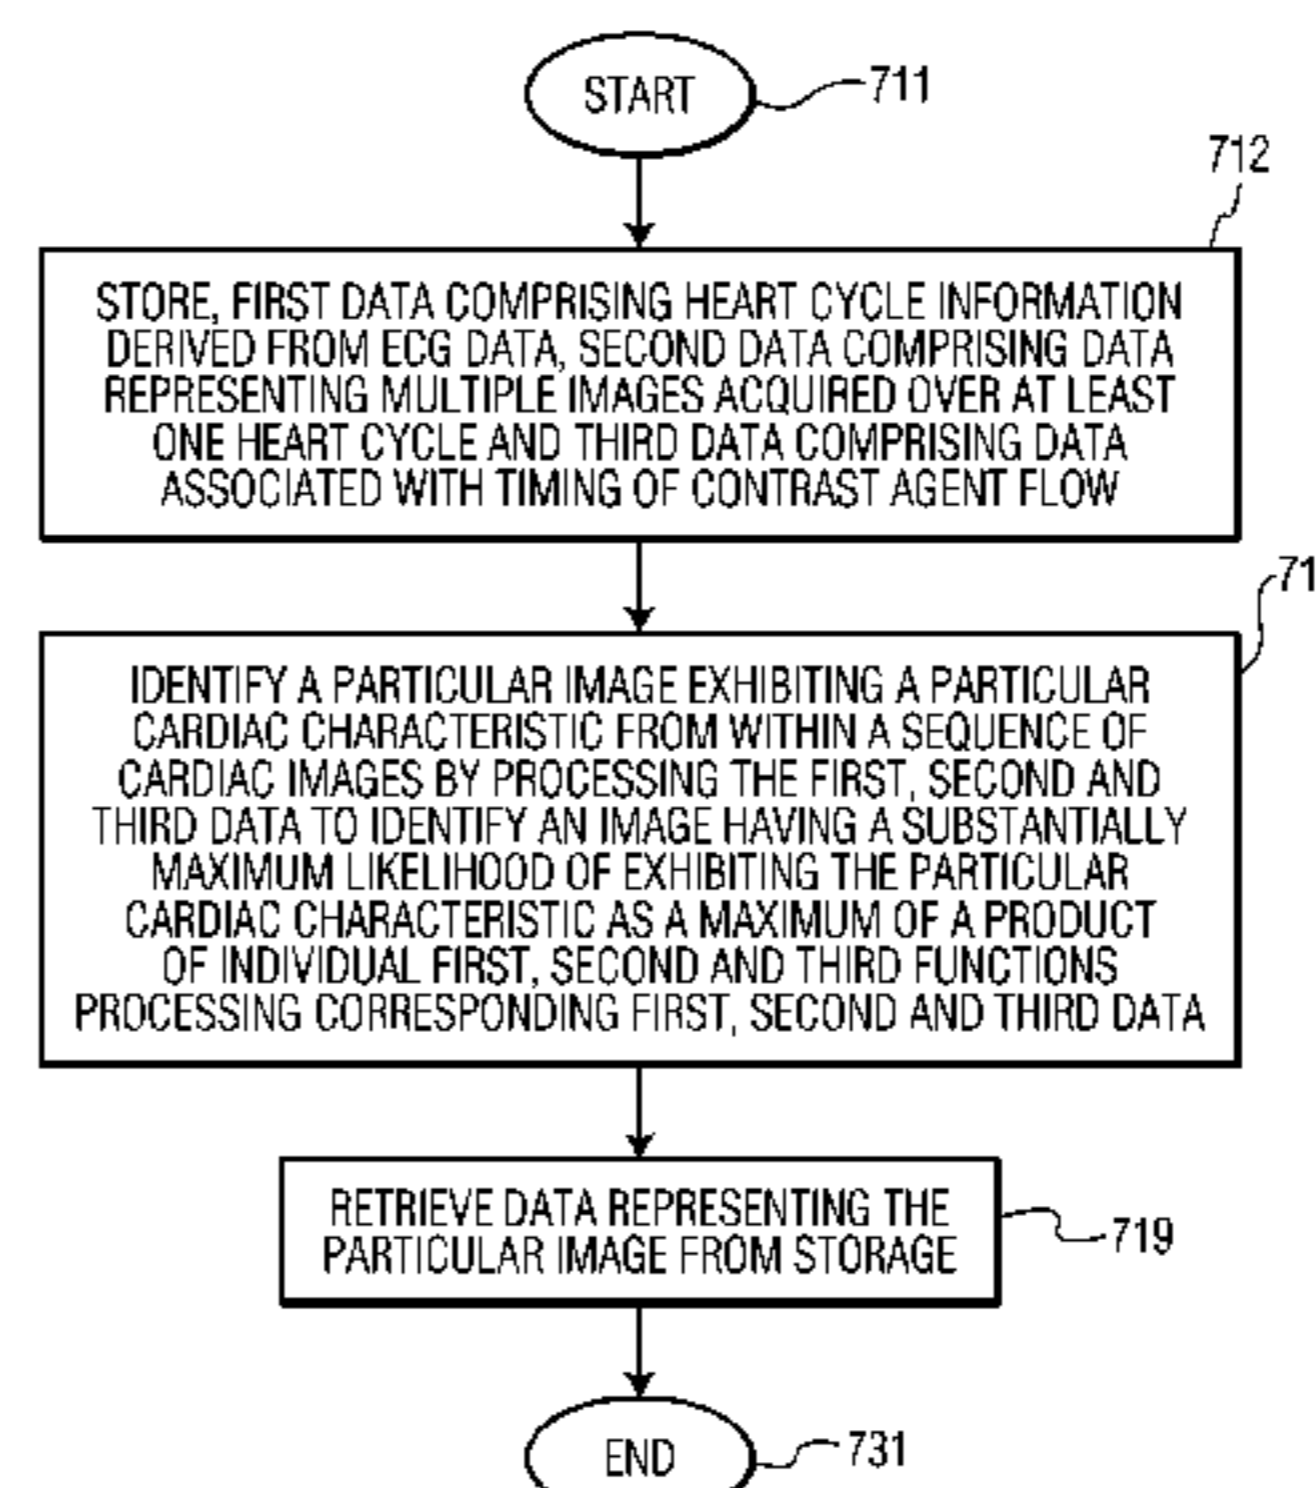 START
711
712
STORE, FIRST DATA COMPRISING HEART CYCLE INFORMATION
DERIVED FROM ECG DATA, SECOND DATA COMPRISING DATA
REPRESENTING MULTIPLE IMAGES ACQUIRED OVER AT LEAST
ONE HEART CYCLE AND THIRD DATA COMPRISING DATA
ASSOCIATED WITH TIMING OF CONTRAST AGENT FLOW
71
IDENTIFY A PARTICULAR IMAGE EXHIBITING A PARTICULAR
CARDIAC CHARACTERISTIC FROM WITHIN A SEQUENCE OF
CARDIAC IMAGES BY PROCESSING THE FIRST, SECOND AND
THIRD DATA TO IDENTIFY AN IMAGE HAVING A SUBSTANTIALLY
MAXIMUM LIKELIHOOD OF EXHIBITING THE PARTICULAR
CARDIAC CHARACTERISTIC AS A MAXIMUM OF A PRODUCT
OF INDIVIDUAL FIRST, SECOND AND THIRD FUNCTIONS
PROCESSING CORRESPONDING FIRST, SECOND AND THIRD DATA
RETRIEVE DATA REPRESENTING THE
PARTICULAR IMAGE FROM STORAGE
719
END
731